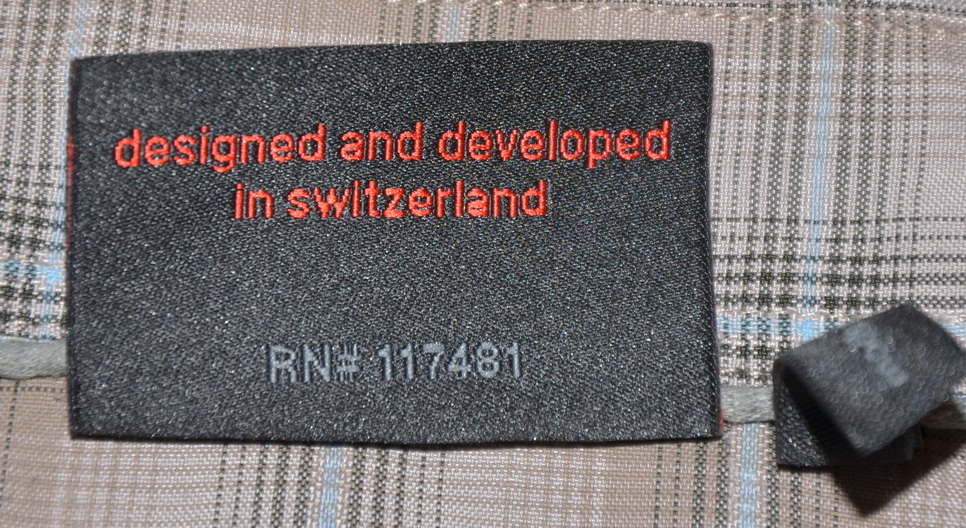 designed and developed
in switzerland
RN# 117481